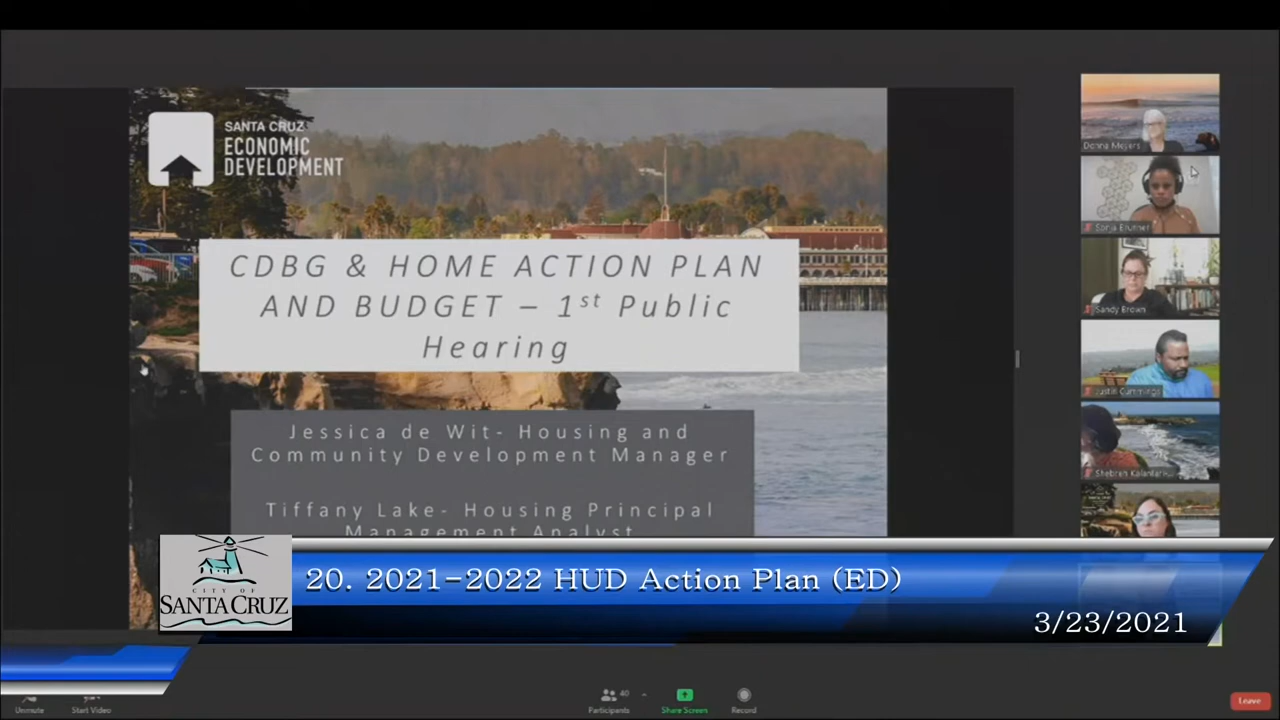 SANTA CRUZ
ECONOMIC
DEVELOPMENT
CDBG & HOME ACTION PLAN
AND BUDGET – 1st Public
Hearing
Jessica de Wit- Housing and
Community Development Manager
Tiffany Lake- Housing Principal
Management Analyst
Donna Meyers
Sonja Brunner
Sandy Brown
Justin Cummings
Shebreh Kalantari-
CITY OF
SANTA CRUZ
20. 2021-2022 HUD Action Plan (ED)
3/23/2021
Unmute
Start Video
40
Participants
Share Screen
Record
Leave